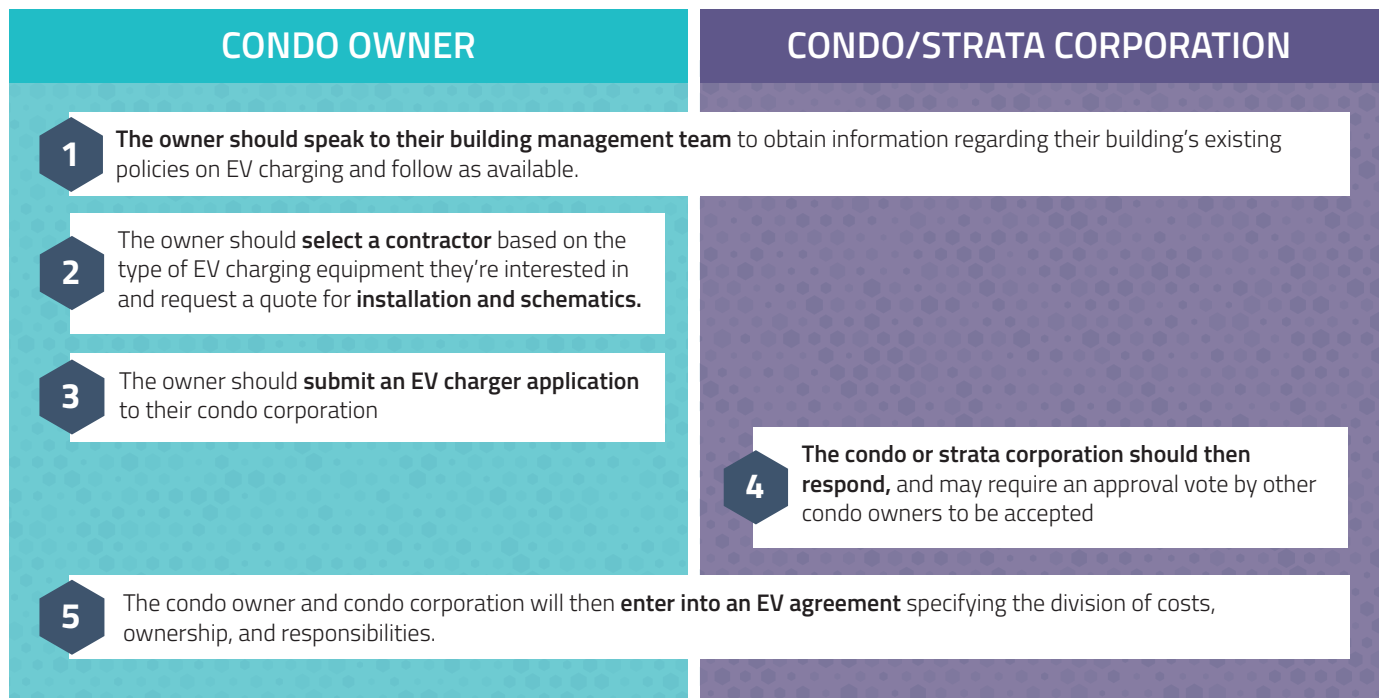 CONDO OWNER
CONDO/STRATA CORPORATION
1
The owner should speak to their building management team to obtain information regarding their building's existing
policies on EV charging and follow as available.
2
The owner should select a contractor based on the
type of EV charging equipment they're interested in
and request a quote for installation and schematics.
3
The owner should submit an EV charger application
to their condo corporation
4
The condo or strata corporation should then
respond, and may require an approval vote by other
condo owners to be accepted
5
The condo owner and condo corporation will then enter into an EV agreement specifying the division of costs,
ownership, and responsibilities.